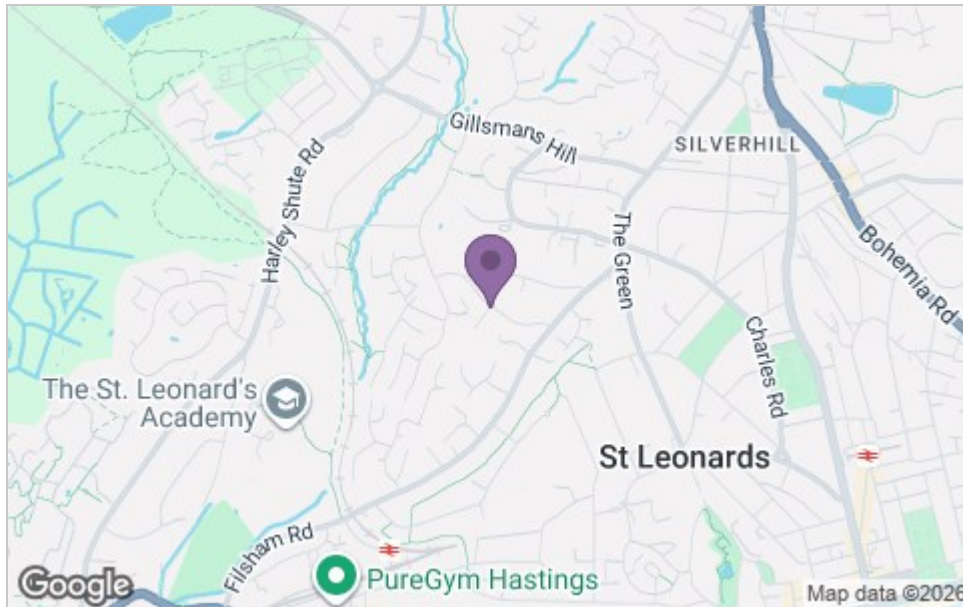 Gillsmans Hill
SILVERHILL
Harley Shute Rd
The Green
Bohemia Rd
Charles Rd
The St. Leonard's
Academy
St Leonards
Filsham Rd
PureGym Hastings
Google
Map data ©2026